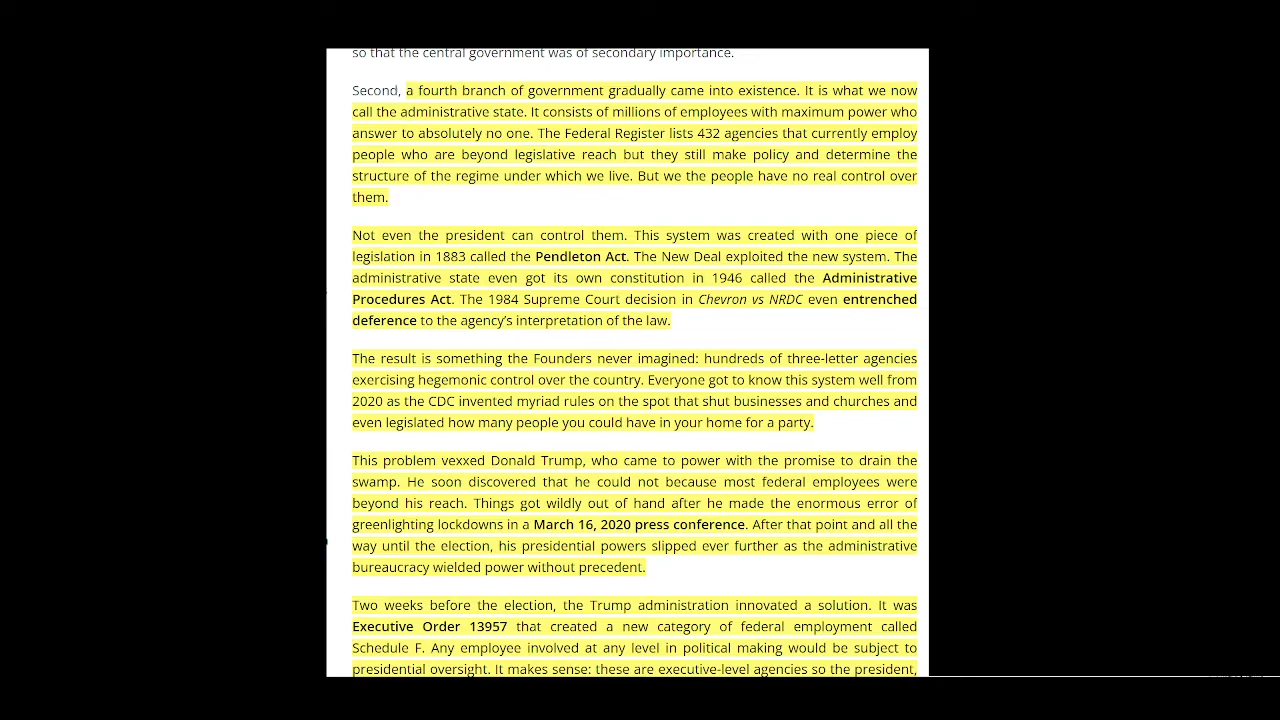 so that the central government was of secondary importance.
Second, a fourth branch of government gradually came into existence. It is what we now
call the administrative state. It consists of millions of employees with maximum power who
answer to absolutely no one. The Federal Register lists 432 agencies that currently employ
people who are beyond legislative reach but they still make policy and determine the
structure of the regime under which we live. But we the people have no real control over
them.
Not even the president can control them. This system was created with one piece of
legislation in 1883 called the Pendleton Act. The New Deal exploited the new system. The
administrative state even got its own constitution in 1946 called the Administrative
Procedures Act. The 1984 Supreme Court decision in Chevron vs NRDC even entrenched
deference to the agency's interpretation of the law.
The result is something the Founders never imagined: hundreds of three-letter agencies
exercising hegemonic control over the country. Everyone got to know this system well from
2020 as the CDC invented myriad rules on the spot that shut businesses and churches and
even legislated how many people you could have in your home for a party.
This problem vexxed Donald Trump, who came to power with the promise to drain the
swamp. He soon discovered that he could not because most federal employees were
beyond his reach. Things got wildly out of hand after he made the enormous error of
greenlighting lockdowns in a March 16, 2020 press conference. After that point and all the
way until the election, his presidential powers slipped ever further as the administrative
bureaucracy wielded power without precedent.
Two weeks before the election, the Trump administration innovated a solution. It was
Executive Order 13957 that created a new category of federal employment called
Schedule F. Any employee involved at any level in political making would be subject to
presidential oversight. It makes sense: these are executive-level agencies so the president,